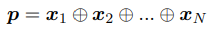 p = x₁ ⊕ x₂ ⊕ ... ⊕ x_N